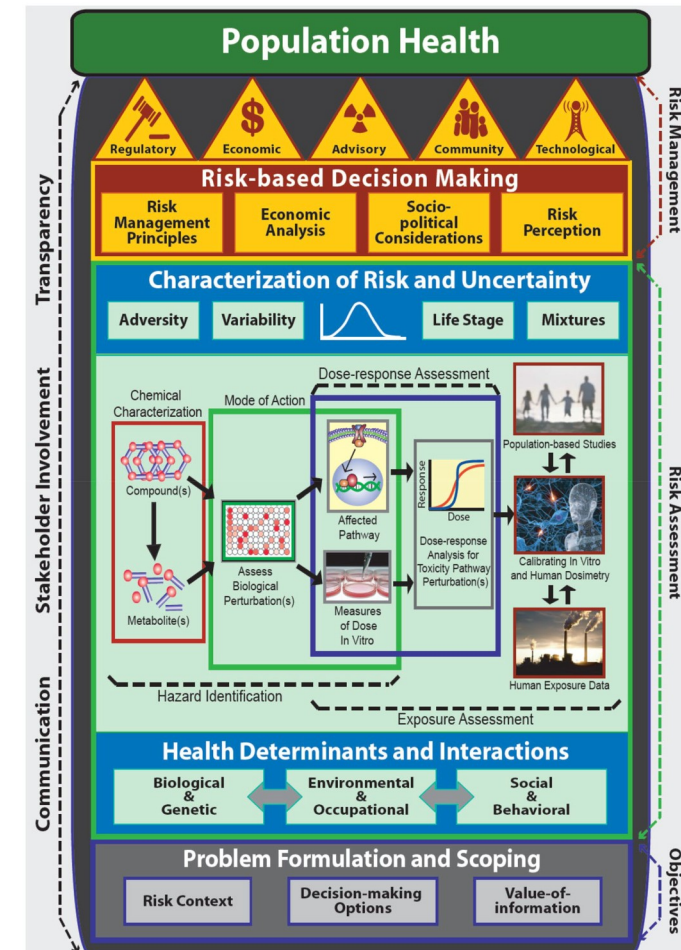 Population Health
Regulatory
Economic
Advisory
Community
Technological
Risk-based Decision Making
Risk
Management
Principles
Economic
Analysis
Socio-
political
Considerations
Risk
Perception
Characterization of Risk and Uncertainty
Adversity
Variability
Life Stage
Mixtures
Dose-response Assessment
Chemical
Characterization
Mode of Action
Compound(s)
Metabolite(s)
Assess
Biological
Perturbation(s)
Affected
Pathway
Measures
of Dose
In Vitro
Response
Dose
Dose-response
Analysis for
Toxicity Pathway
Perturbation(s)
Population-based Studies
Calibrating In Vitro
and Human Dosimetry
Human Exposure Data
Hazard Identification
Exposure Assessment
Health Determinants and Interactions
Biological
&
Genetic
Environmental
&
Occupational
Social
&
Behavioral
Problem Formulation and Scoping
Risk Context
Decision-making
Options
Value-of-
information
Transparency
Stakeholder Involvement
Communication
Risk Management
Risk Assessment
Objectives
$